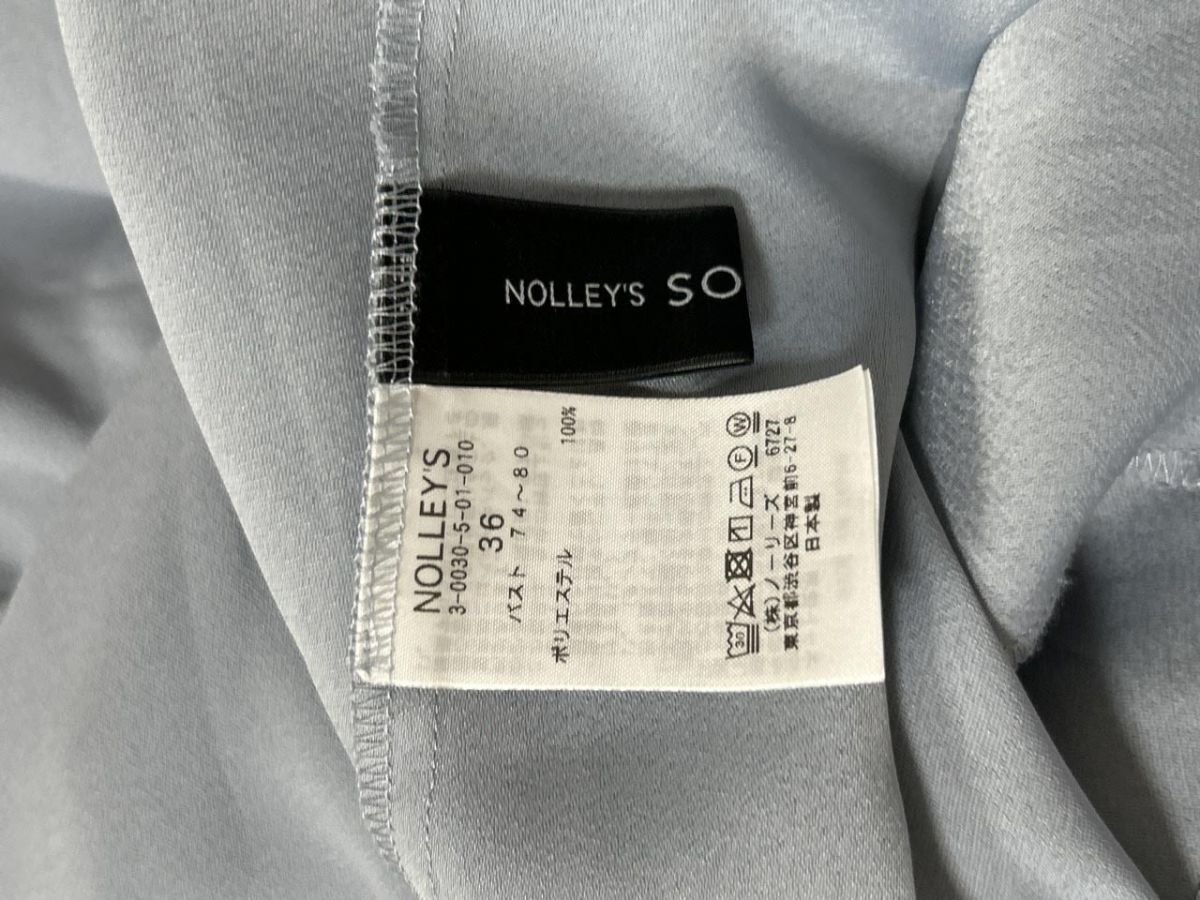 NOLLEY'S SO
NOLLEY'S
3-0030-5-01-010
36
バスト 74～80
ポリエステル 100%
30
(株)ノーリーズ 6727
東京都渋谷区神宮前6-27-8
日本製